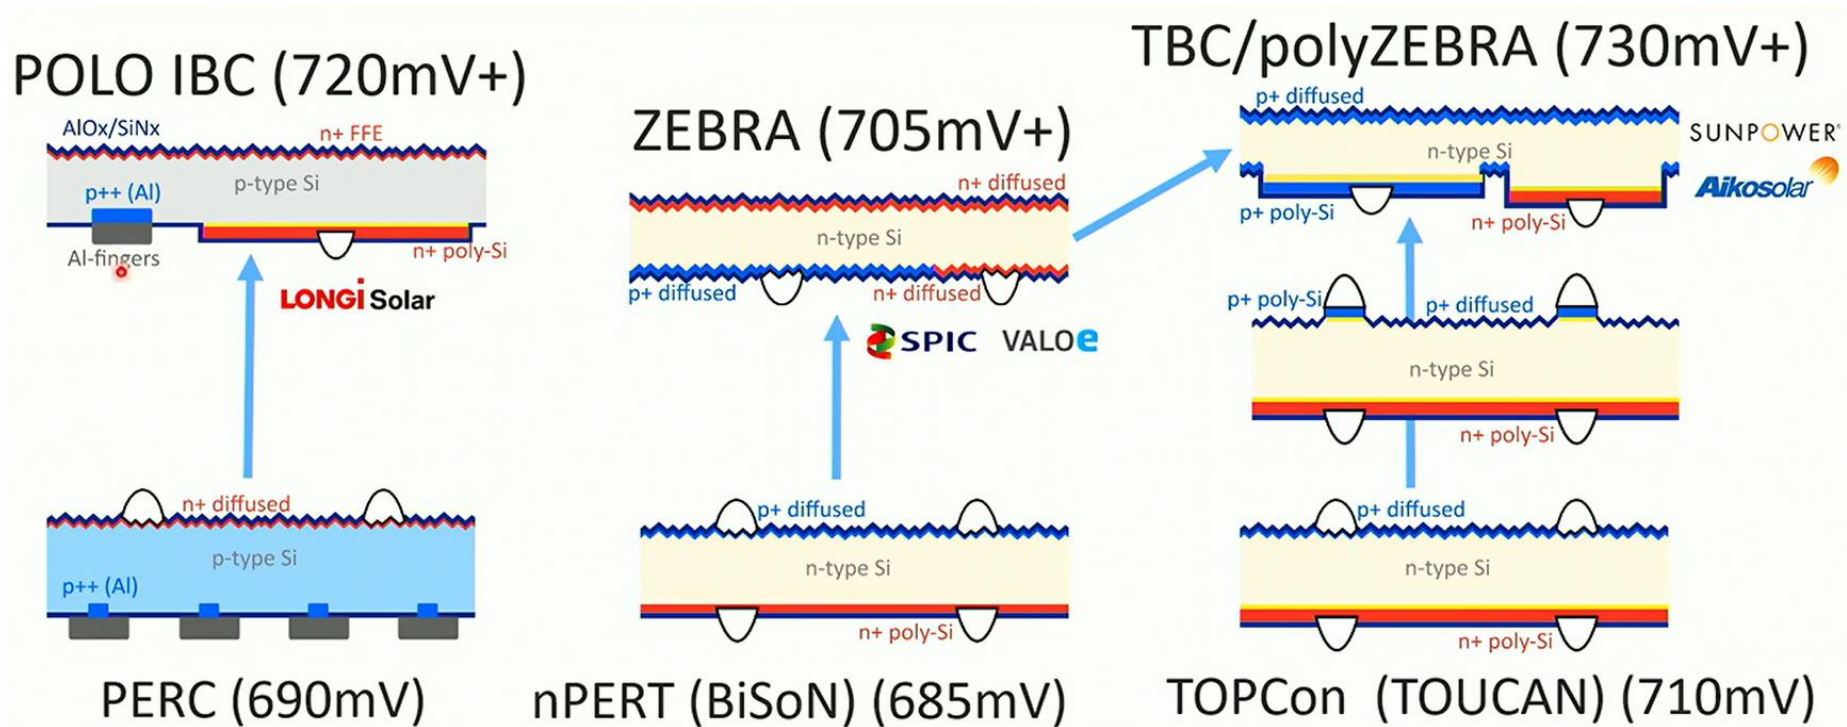 POLO IBC (720mV+)
AlOx/SiNx
n+ FFE
p-type Si
p++ (Al)
Al-fingers
n+ poly-Si
LONGi Solar
n+ diffused
p-type Si
p++ (Al)
PERC (690mV)
ZEBRA (705mV+)
n+ diffused
n-type Si
p+ diffused
n+ diffused
SPIC
VALOe
p+ diffused
n-type Si
n+ poly-Si
nPERT (BiSoN) (685mV)
TBC/polyZEBRA (730mV+)
p+ diffused
n-type Si
p+ poly-Si
n+ poly-Si
SUNPOWER®
Aikosolar
p+ poly-Si
p+ diffused
n-type Si
n+ poly-Si
p+ diffused
n-type Si
n+ poly-Si
TOPCon (TOUCAN) (710mV)